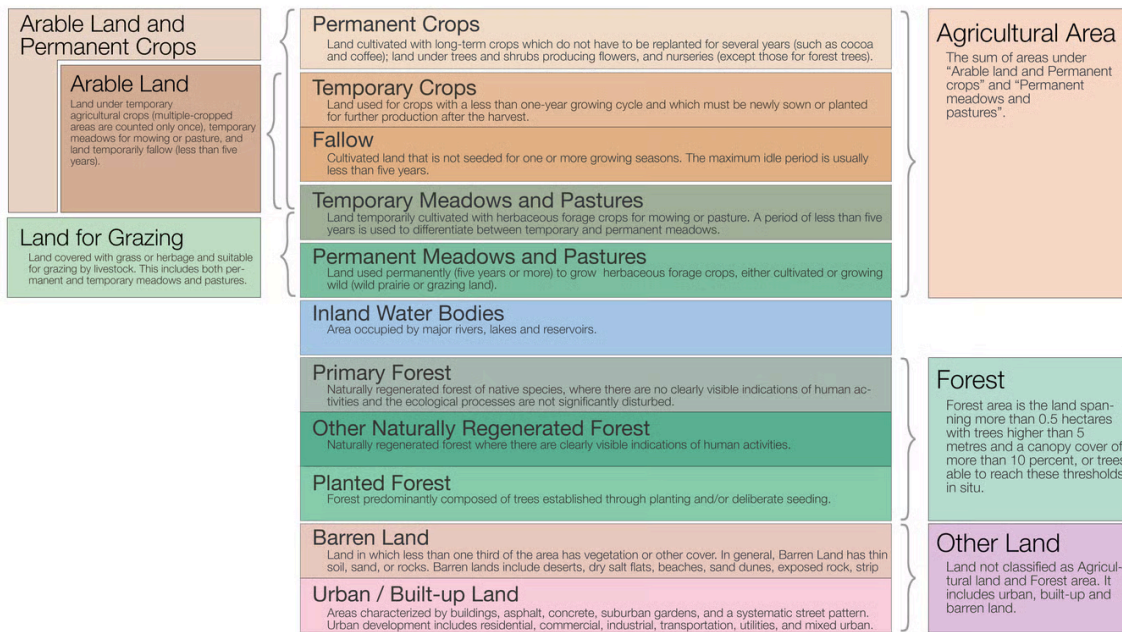 Arable Land and
Permanent Crops
Arable Land
Land under temporary
agricultural crops (multiple-cropped
areas are counted only once), temporary
meadows for mowing or pasture, and
land temporarily fallow (less than five
years).
Land for Grazing
Land covered with grass or herbage and suitable
for grazing by livestock. This includes both per-
manent and temporary meadows and pastures.
Permanent Crops
Land cultivated with long-term crops which do not have to be replanted for several years (such as cocoa
and coffee); land under trees and shrubs producing flowers, and nurseries (except those for forest trees).
Temporary Crops
Land used for crops with a less than one-year growing cycle and which must be newly sown or planted
for further production after the harvest.
Fallow
Cultivated land that is not seeded for one or more growing seasons. The maximum idle period is usually
less than five years.
Temporary Meadows and Pastures
Land temporarily cultivated with herbaceous forage crops for mowing or pasture. A period of less than five
years is used to differentiate between temporary and permanent meadows.
Permanent Meadows and Pastures
Land used permanently (five years or more) to grow herbaceous forage crops, either cultivated or growing
wild (wild prairie or grazing land).
Inland Water Bodies
Area occupied by major rivers, lakes and reservoirs.
Primary Forest
Naturally regenerated forest of native species, where there are no clearly visible indications of human ac-
tivities and the ecological processes are not significantly disturbed.
Other Naturally Regenerated Forest
Naturally regenerated forest where there are clearly visible indications of human activities.
Planted Forest
Forest predominantly composed of trees established through planting and/or deliberate seeding.
Barren Land
Land in which less than one third of the area has vegetation or other cover. In general, Barren Land has thin
soil, sand, or rocks. Barren lands include deserts, dry salt flats, beaches, sand dunes, exposed rock, strip
Urban / Built-up Land
Areas characterized by buildings, asphalt, concrete, suburban gardens, and a systematic street pattern.
Urban development includes residential, commercial, industrial, transportation, utilities, and mixed urban.
Agricultural Area
The sum of areas under
"Arable land and Permanent
crops" and "Permanent
meadows and
pastures".
Forest
Forest area is the land span-
ning more than 0.5 hectares
with trees higher than 5
metres and a canopy cover of
more than 10 percent, or trees
able to reach these thresholds
in situ.
Other Land
Land not classified as Agricul-
tural land and Forest area. It
includes urban, built-up and
barren land.